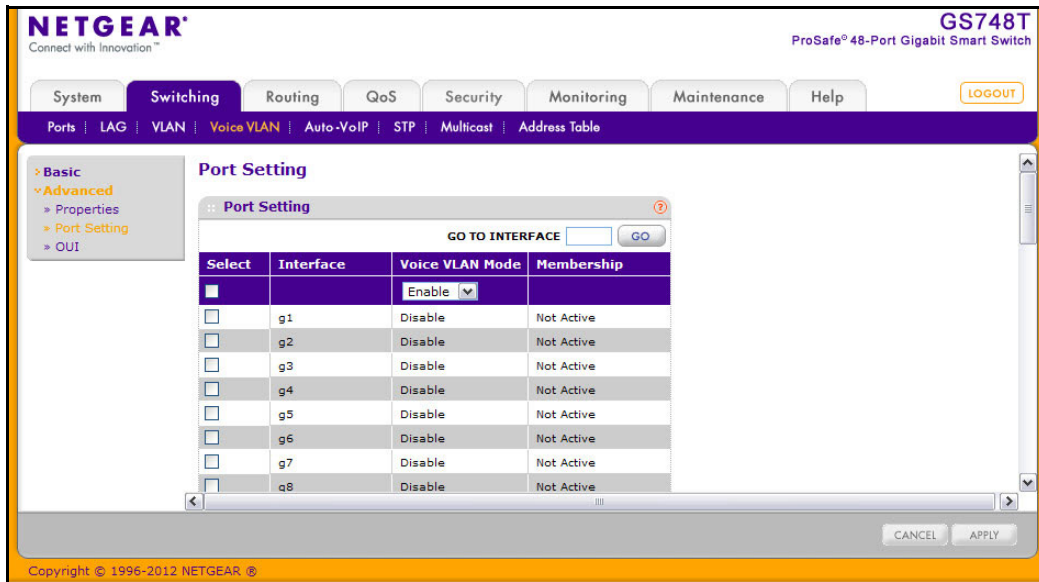 NETGEAR®
Connect with Innovation™
GS748T
ProSafe® 48-Port Gigabit Smart Switch
System Switching Routing QoS Security Monitoring Maintenance Help LOGOUT
Ports LAG VLAN Voice VLAN Auto-VoIP STP Multicast Address Table
Basic
Advanced
» Properties
» Port Setting
» OUI
Port Setting
Port Setting ?
GO TO INTERFACE GO
Select Interface Voice VLAN Mode Membership
Enable
g1 Disable Not Active
g2 Disable Not Active
g3 Disable Not Active
g4 Disable Not Active
g5 Disable Not Active
g6 Disable Not Active
g7 Disable Not Active
g8 Disable Not Active
CANCEL APPLY
Copyright © 1996-2012 NETGEAR ®